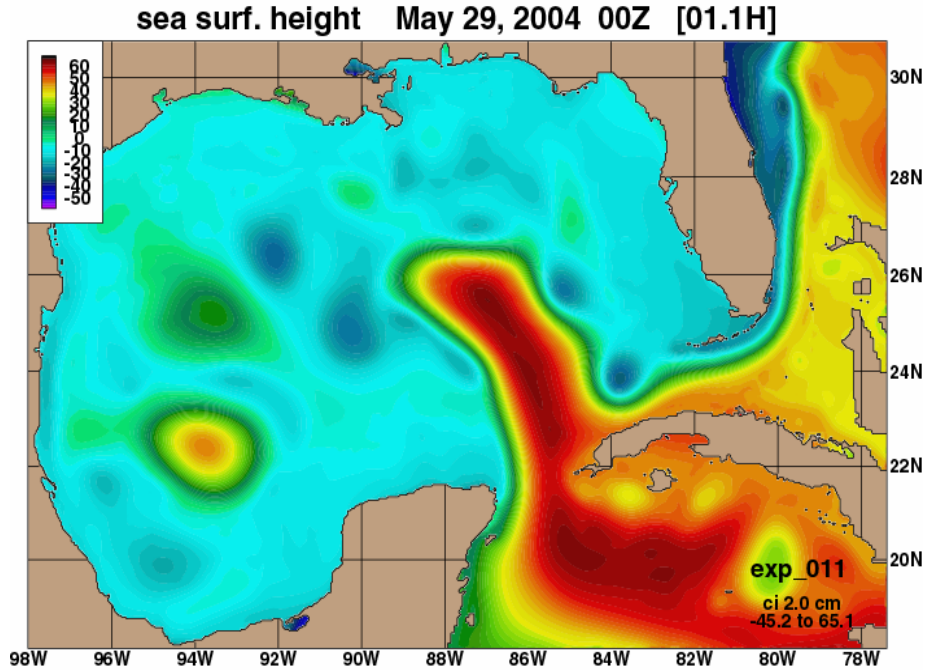 sea surf. height May 29, 2004 00Z [01.1H]
60
50
40
30
20
10
0
-10
-20
-30
-40
-50
30N
28N
26N
24N
22N
20N
exp_011
ci 2.0 cm
-45.2 to 65.1
98W 96W 94W 92W 90W 88W 86W 84W 82W 80W 78W